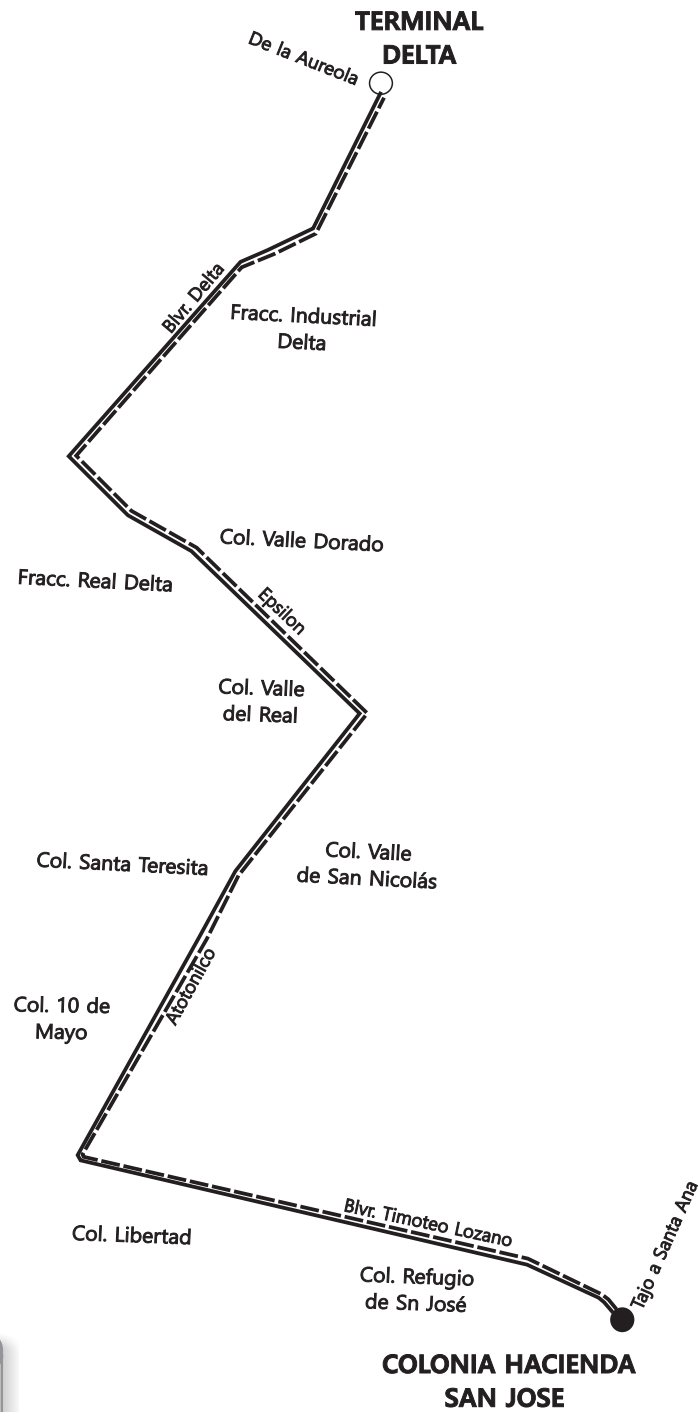 TERMINAL
DELTA
De la Aureola
Blvr. Delta
Fracc. Industrial
Delta
Col. Valle Dorado
Fracc. Real Delta
Epsilon
Col. Valle
del Real
Col. Valle
de San Nicolás
Col. Santa Teresita
Atotonilco
Col. 10 de
Mayo
Tajo a Santa Ana
Blvr. Timoteo Lozano
Col. Libertad
Col. Refugio
de Sn José
COLONIA HACIENDA
SAN JOSE